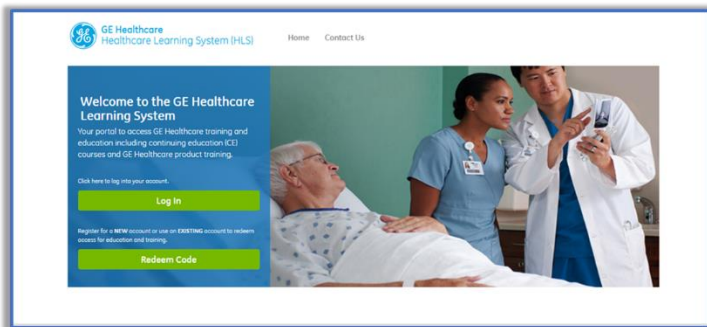 GE Healthcare
Healthcare Learning System (HLS)
Home Contact Us
Welcome to the GE Healthcare
Learning System
Your portal to access GE Healthcare training and
education including continuing education (CE)
courses and GE Healthcare product training.
Click here to log into your account.
Log In
Register for a NEW account or use an EXISTING account to redeem
access for education and training.
Redeem Code